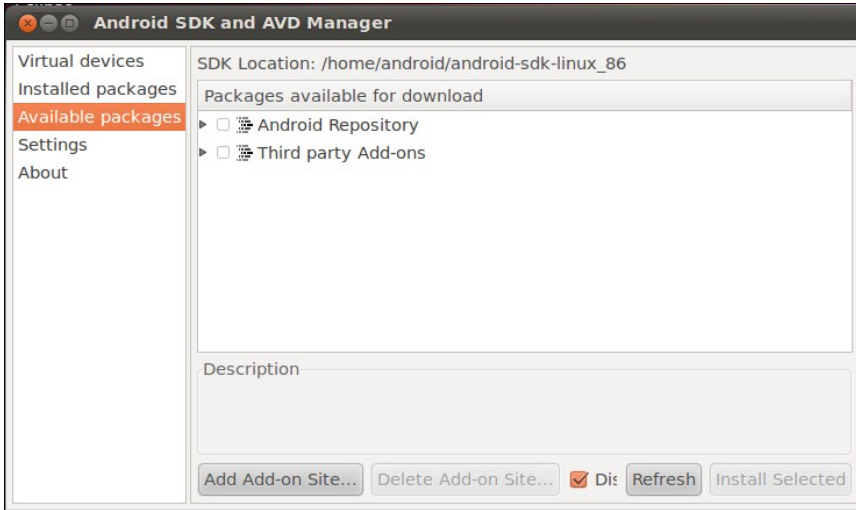 Android SDK and AVD Manager
Virtual devices
Installed packages
Available packages
Settings
About
SDK Location: /home/android/android-sdk-linux_86
Packages available for download
Android Repository
Third party Add-ons
Description
Add Add-on Site... Delete Add-on Site... Dis Refresh Install Selected